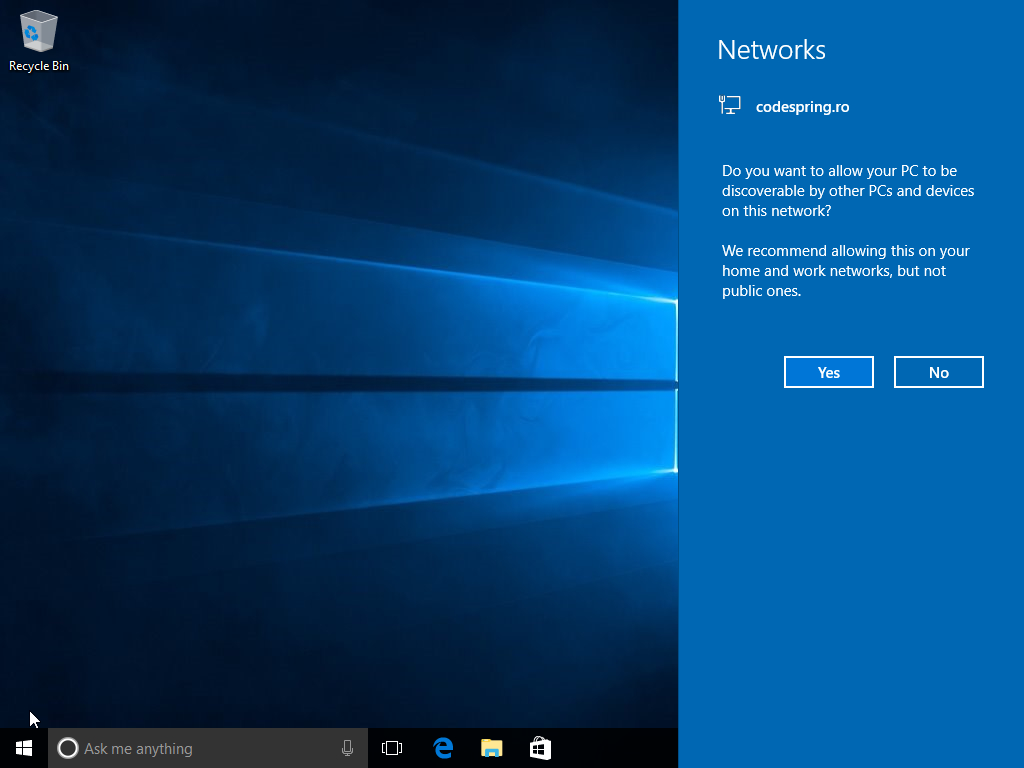 Recycle Bin
Networks
codespring.ro
Do you want to allow your PC to be
discoverable by other PCs and devices
on this network?
We recommend allowing this on your
home and work networks, but not
public ones.
Yes
No
Ask me anything